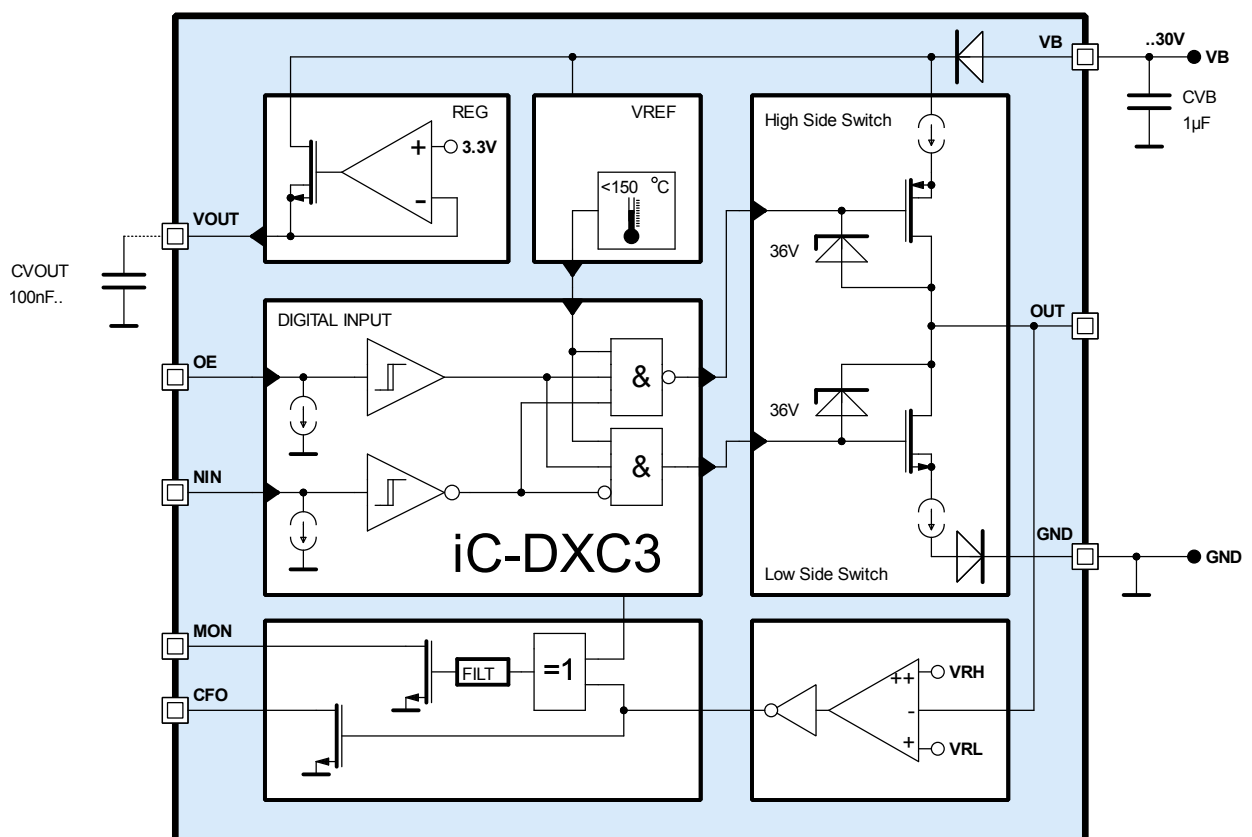 VB
..30V
VB
CVB
1µF
REG
+
3.3V
-
VREF
<150 °C
High Side Switch
36V
VOUT
CVOUT
100nF..
DIGITAL INPUT
OE
&
OUT
36V
&
NIN
iC-DXC3
GND
GND
Low Side Switch
MON
FILT
=1
CFO
++
VRH
-
+
VRL